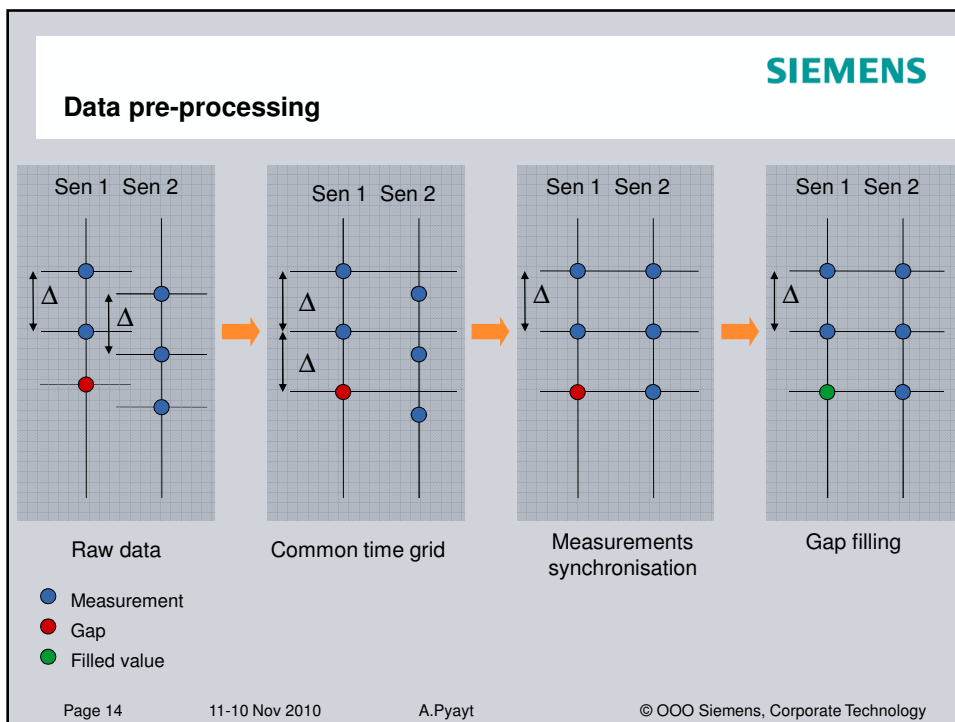 SIEMENS
Data pre-processing
Sen 1 Sen 2
Δ
Δ
Raw data
Sen 1 Sen 2
Δ
Δ
Common time grid
Sen 1 Sen 2
Δ
Measurements
synchronisation
Sen 1 Sen 2
Δ
Gap filling
Measurement
Gap
Filled value
Page 14 11-10 Nov 2010 A.Pyayt © OOO Siemens, Corporate Technology